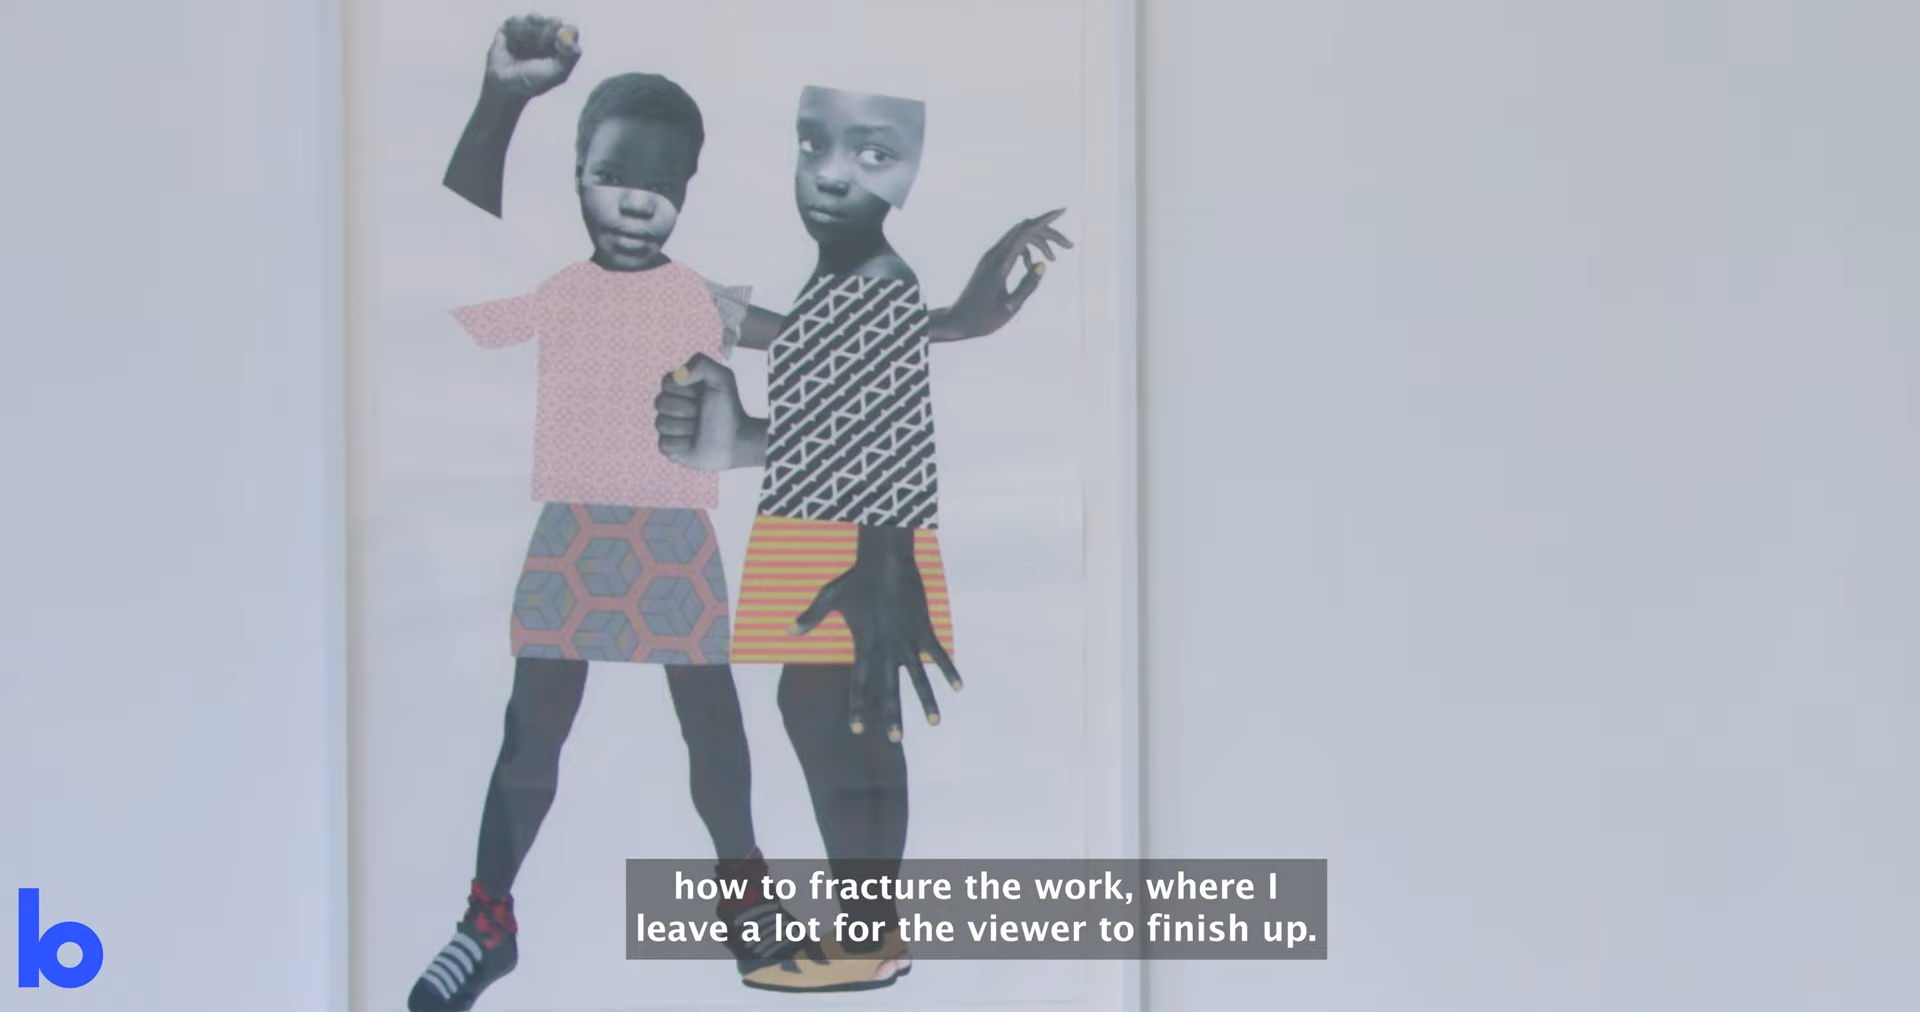 b
how to fracture the work, where I
leave a lot for the viewer to finish up.